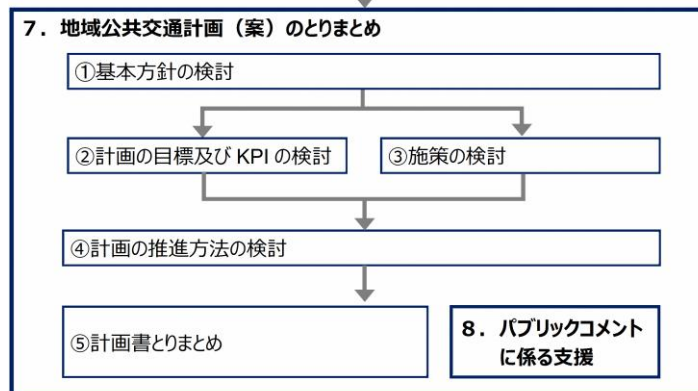 7．地域公共交通計画（案）のとりまとめ
①基本方針の検討
②計画の目標及び KPI の検討
③施策の検討
④計画の推進方法の検討
⑤計画書とりまとめ
8．パブリックコメント
に係る支援